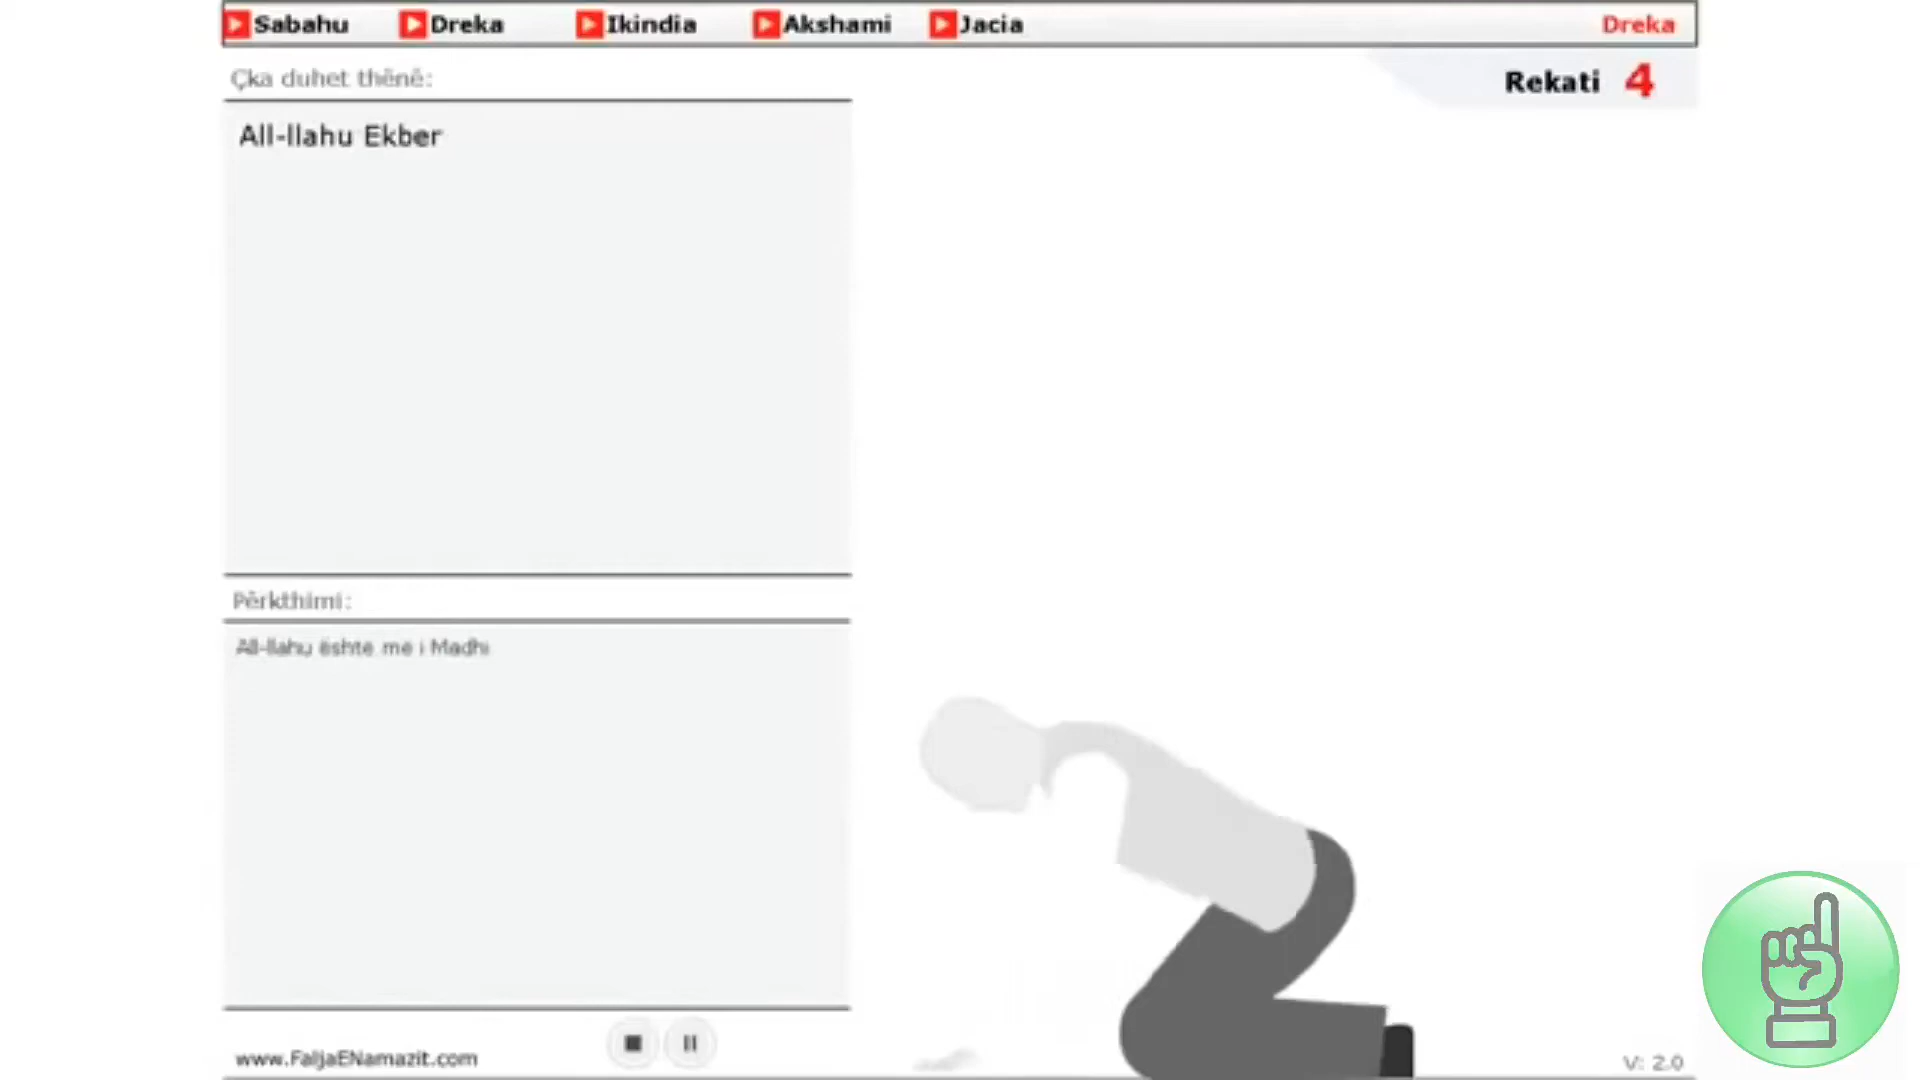 Sabahu Dreka Ikindia Akshami Jacia Dreka
Rekati 4
Çka duhet thënë:
All-llahu Ekber
Përkthimi:
All-llahu është më i Madhi
www.FaljaENamazit.com
V: 2.0